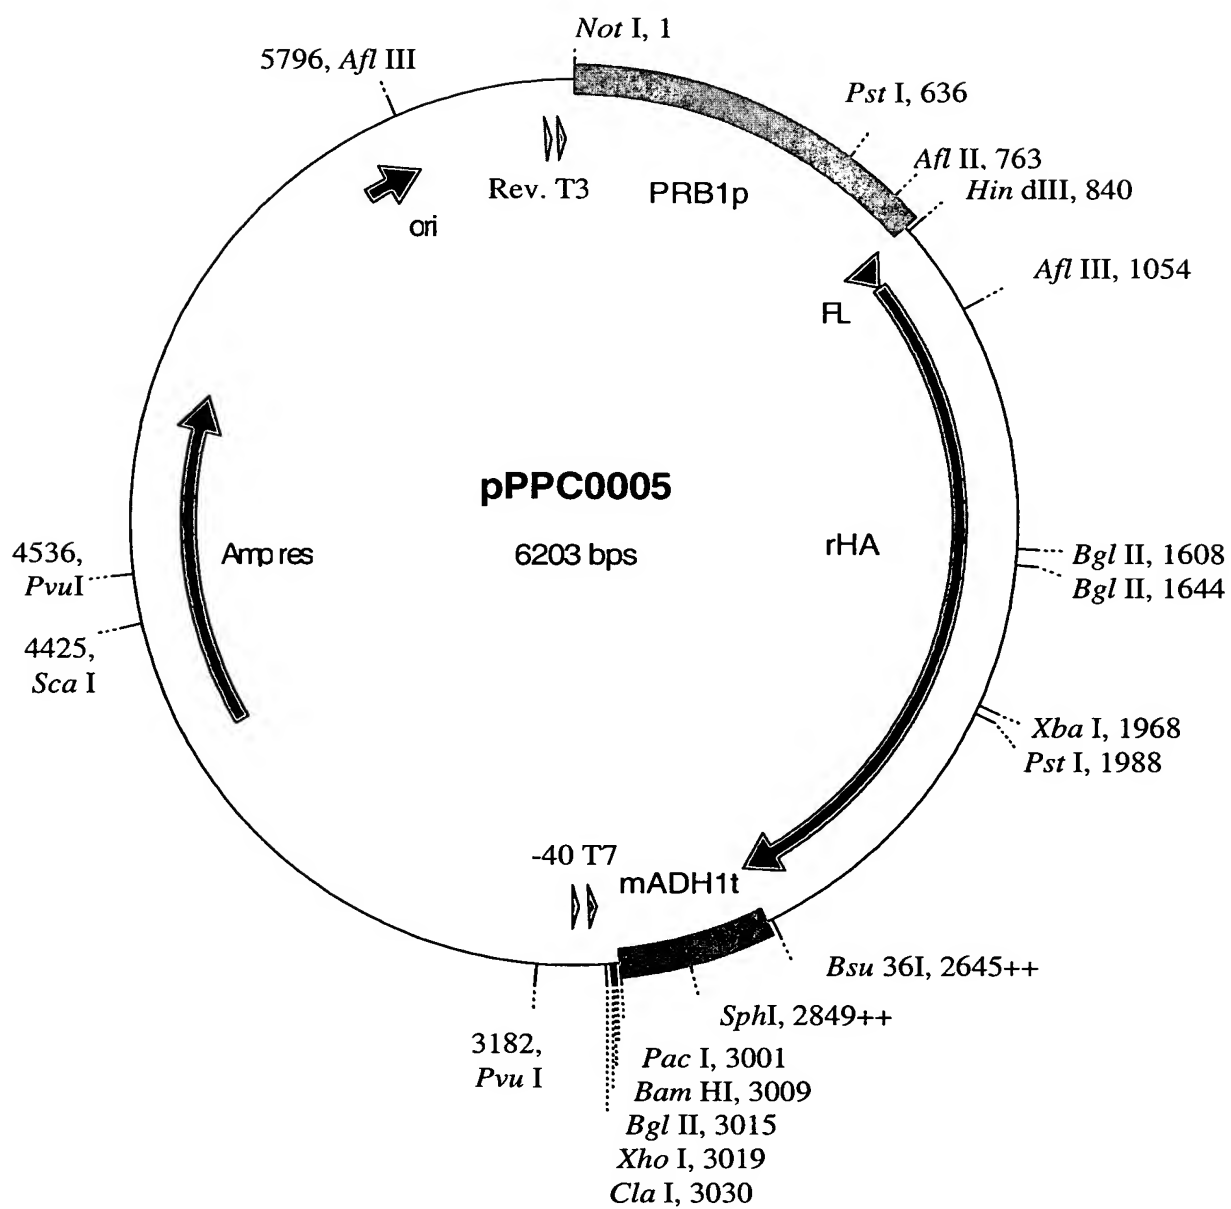 Not I, 1
5796, Afl III
Pst I, 636
Afl II, 763
Hin dIII, 840
Rev. T3
PRB1p
ori
Afl III, 1054
FL
pPPC0005
6203 bps
rHA
Amp res
4536,
PvuI
4425,
Sca I
Bgl II, 1608
Bgl II, 1644
Xba I, 1968
Pst I, 1988
-40 T7
mADH1t
Bsu 36I, 2645++
SphI, 2849++
3182,
Pvu I
Pac I, 3001
Bam HI, 3009
Bgl II, 3015
Xho I, 3019
Cla I, 3030